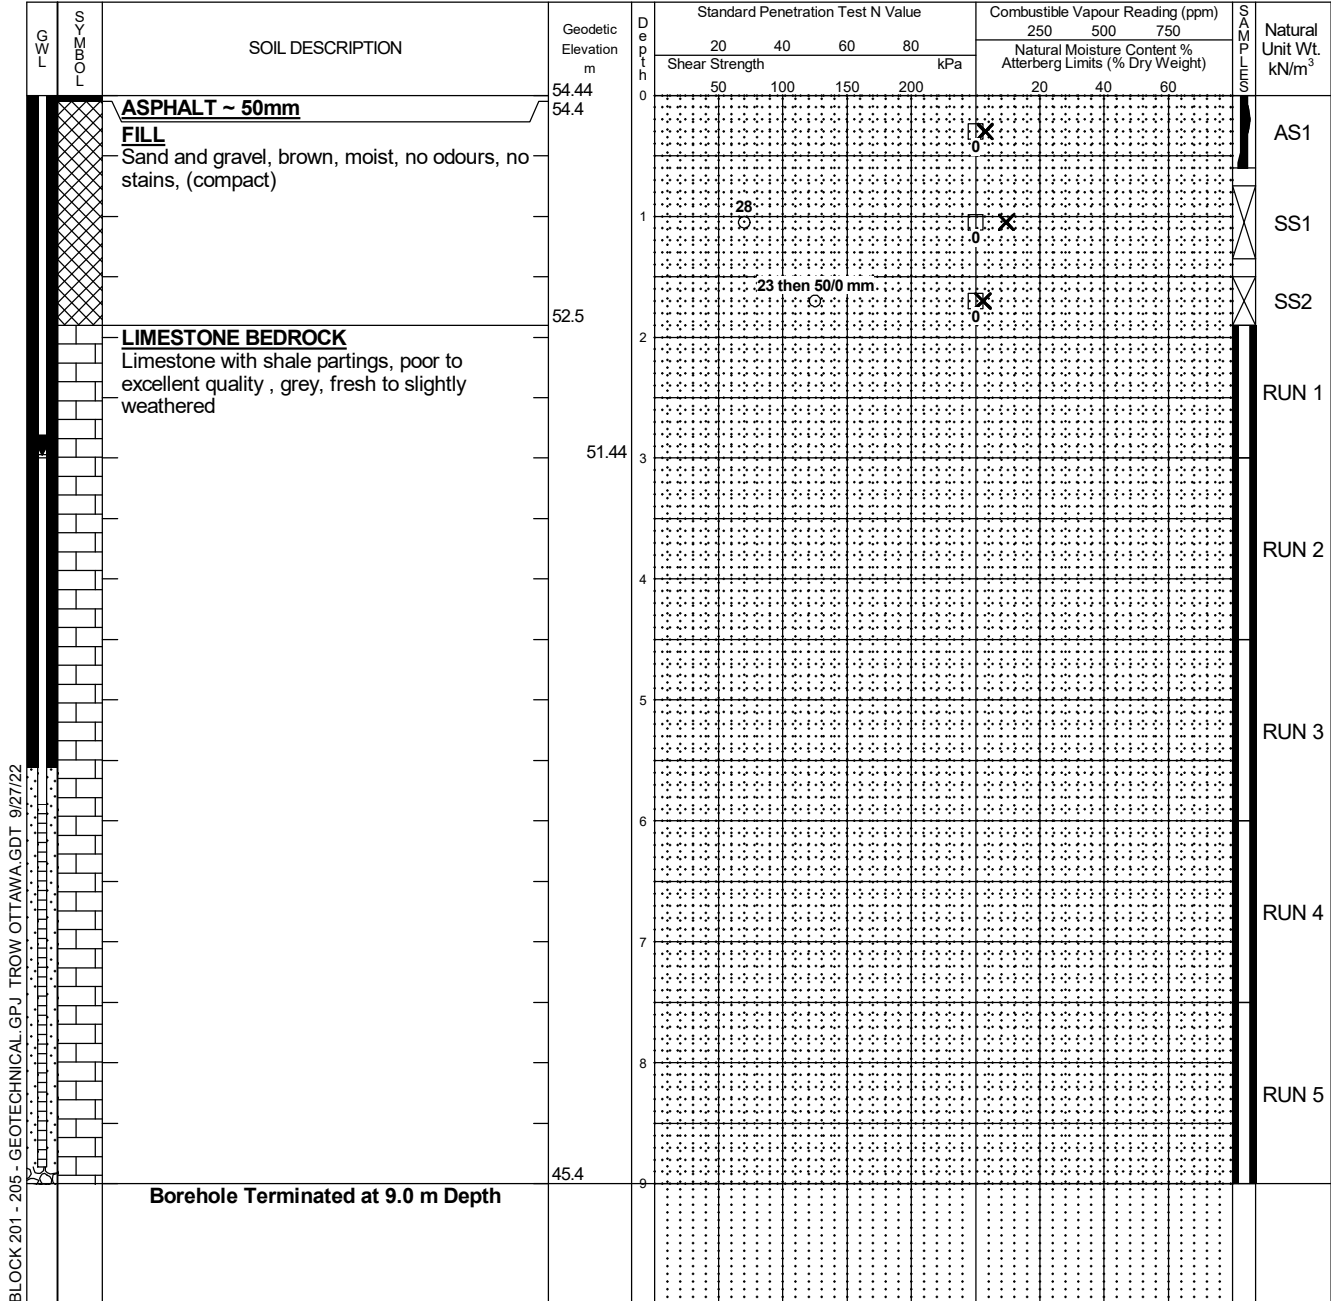 GWL
SYMBOL
SOIL DESCRIPTION
Geodetic
Elevation
m
Depth
Standard Penetration Test N Value
20 40 60 80
Shear Strength kPa
50 100 150 200
Combustible Vapour Reading (ppm)
250 500 750
Natural Moisture Content %
Atterberg Limits (% Dry Weight)
20 40 60
SAMPLES
Natural
Unit Wt.
kN/m³
54.44
0
ASPHALT ~ 50mm
54.4
FILL
Sand and gravel, brown, moist, no odours, no
stains, (compact)
0
AS1
28
1
0
SS1
23 then 50/0 mm
0
SS2
52.5
LIMESTONE BEDROCK
Limestone with shale partings, poor to
excellent quality , grey, fresh to slightly
weathered
2
RUN 1
51.44
3
RUN 2
4
5
RUN 3
6
RUN 4
7
8
RUN 5
45.4
9
Borehole Terminated at 9.0 m Depth
BLOCK 201 - 205 - GEOTECHNICAL.GPJ TROW OTTAWA.GDT 9/27/22